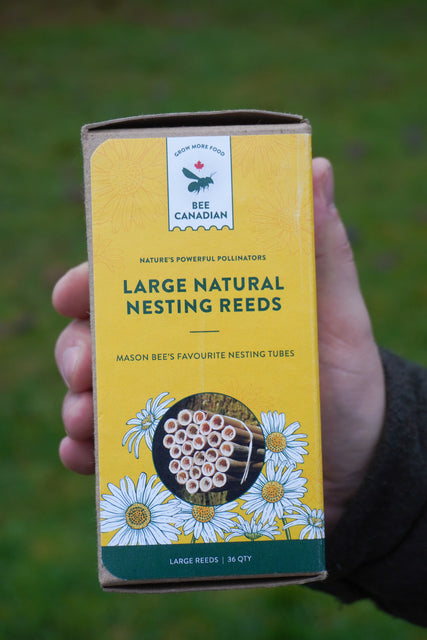 GROW MORE FOOD
BEE
CANADIAN
NATURE'S POWERFUL POLLINATORS
LARGE NATURAL
NESTING REEDS
MASON BEE'S FAVOURITE NESTING TUBES
LARGE REEDS | 36 QTY